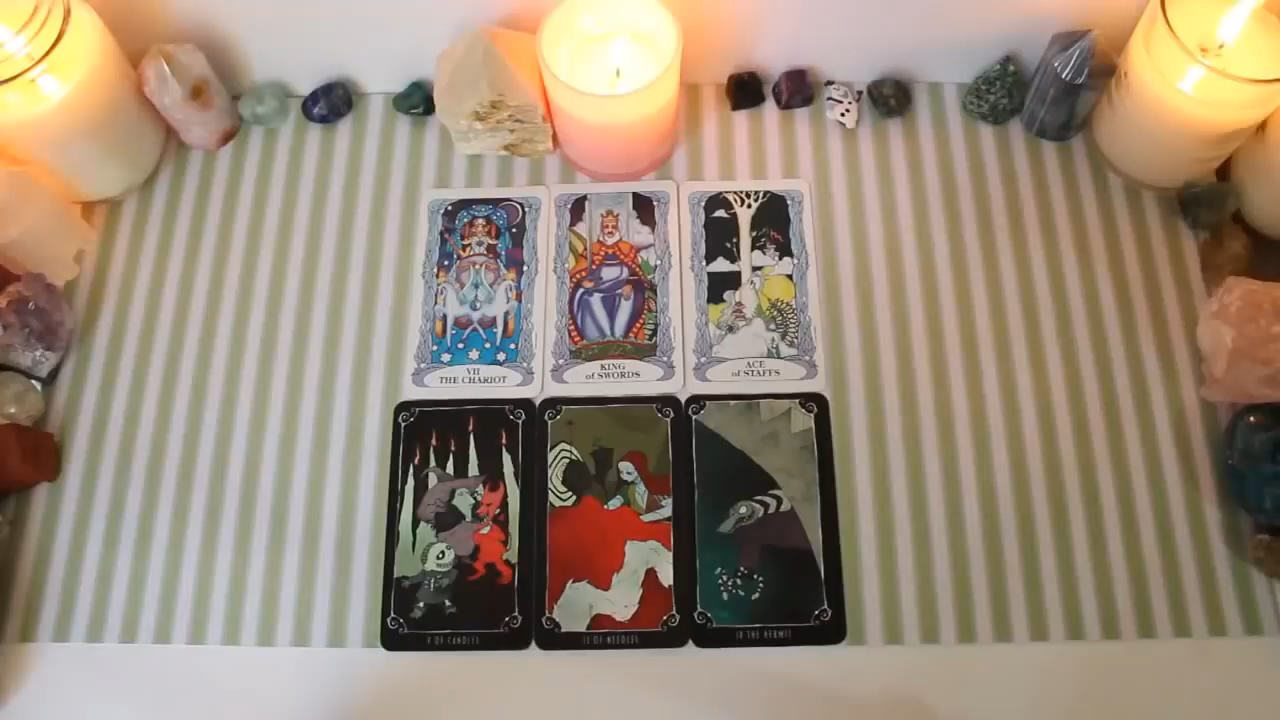 VII
THE CHARIOT
KING
of SWORDS
ACE
of STAFFS
V OF CANDLES
II OF NEEDLES
IX THE HERMIT